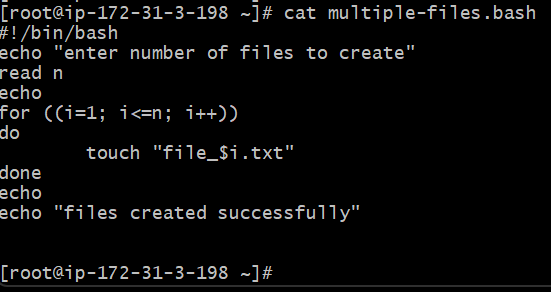 [root@ip-172-31-3-198 ~]# cat multiple-files.bash
#!/bin/bash
echo "enter number of files to create"
read n
echo
for ((i=1; i<=n; i++))
do
        touch "file_$i.txt"
done
echo
echo "files created successfully"
[root@ip-172-31-3-198 ~]#